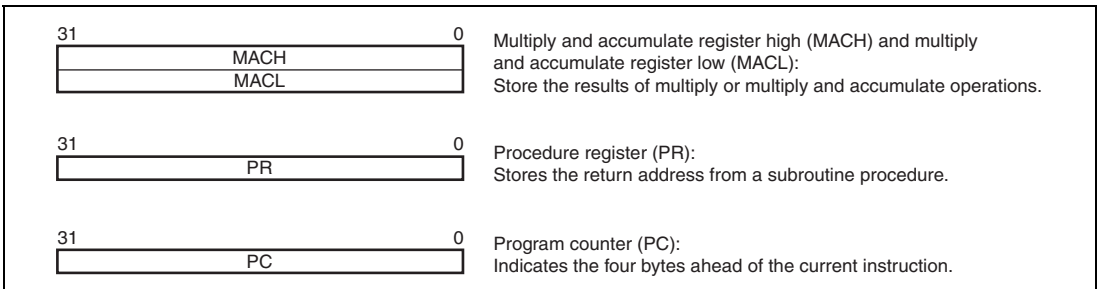 31 0
MACH
MACL
Multiply and accumulate register high (MACH) and multiply
and accumulate register low (MACL):
Store the results of multiply or multiply and accumulate operations.
31 0
PR
Procedure register (PR):
Stores the return address from a subroutine procedure.
31 0
PC
Program counter (PC):
Indicates the four bytes ahead of the current instruction.